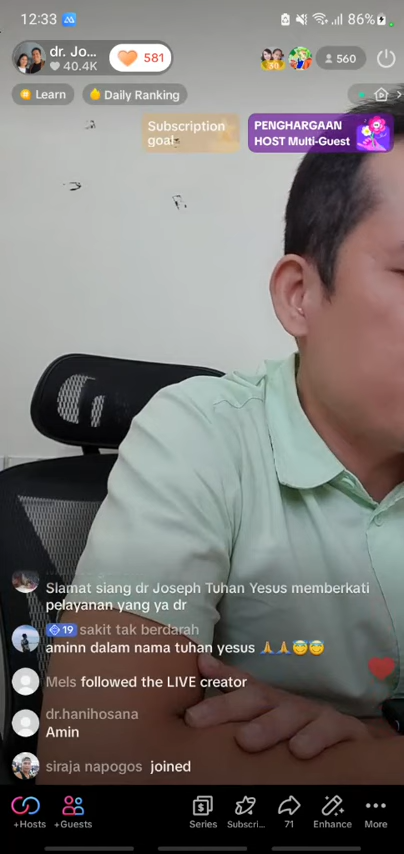 12:33
86%
dr. Jo...
40.4K
581
30
560
Learn
Daily Ranking
Subscription
goal
PENGHARGAAN
HOST Multi-Guest
Slamat siang dr Joseph Tuhan Yesus memberkati
pelayanan yang ya dr
19 sakit tak berdarah
aminn dalam nama tuhan yesus 🙏🙏😇😇
Mels followed the LIVE creator
dr.hanihosana
Amin
siraja napogos joined
+Hosts
+Guests
Series
Subscri...
71
Enhance
More